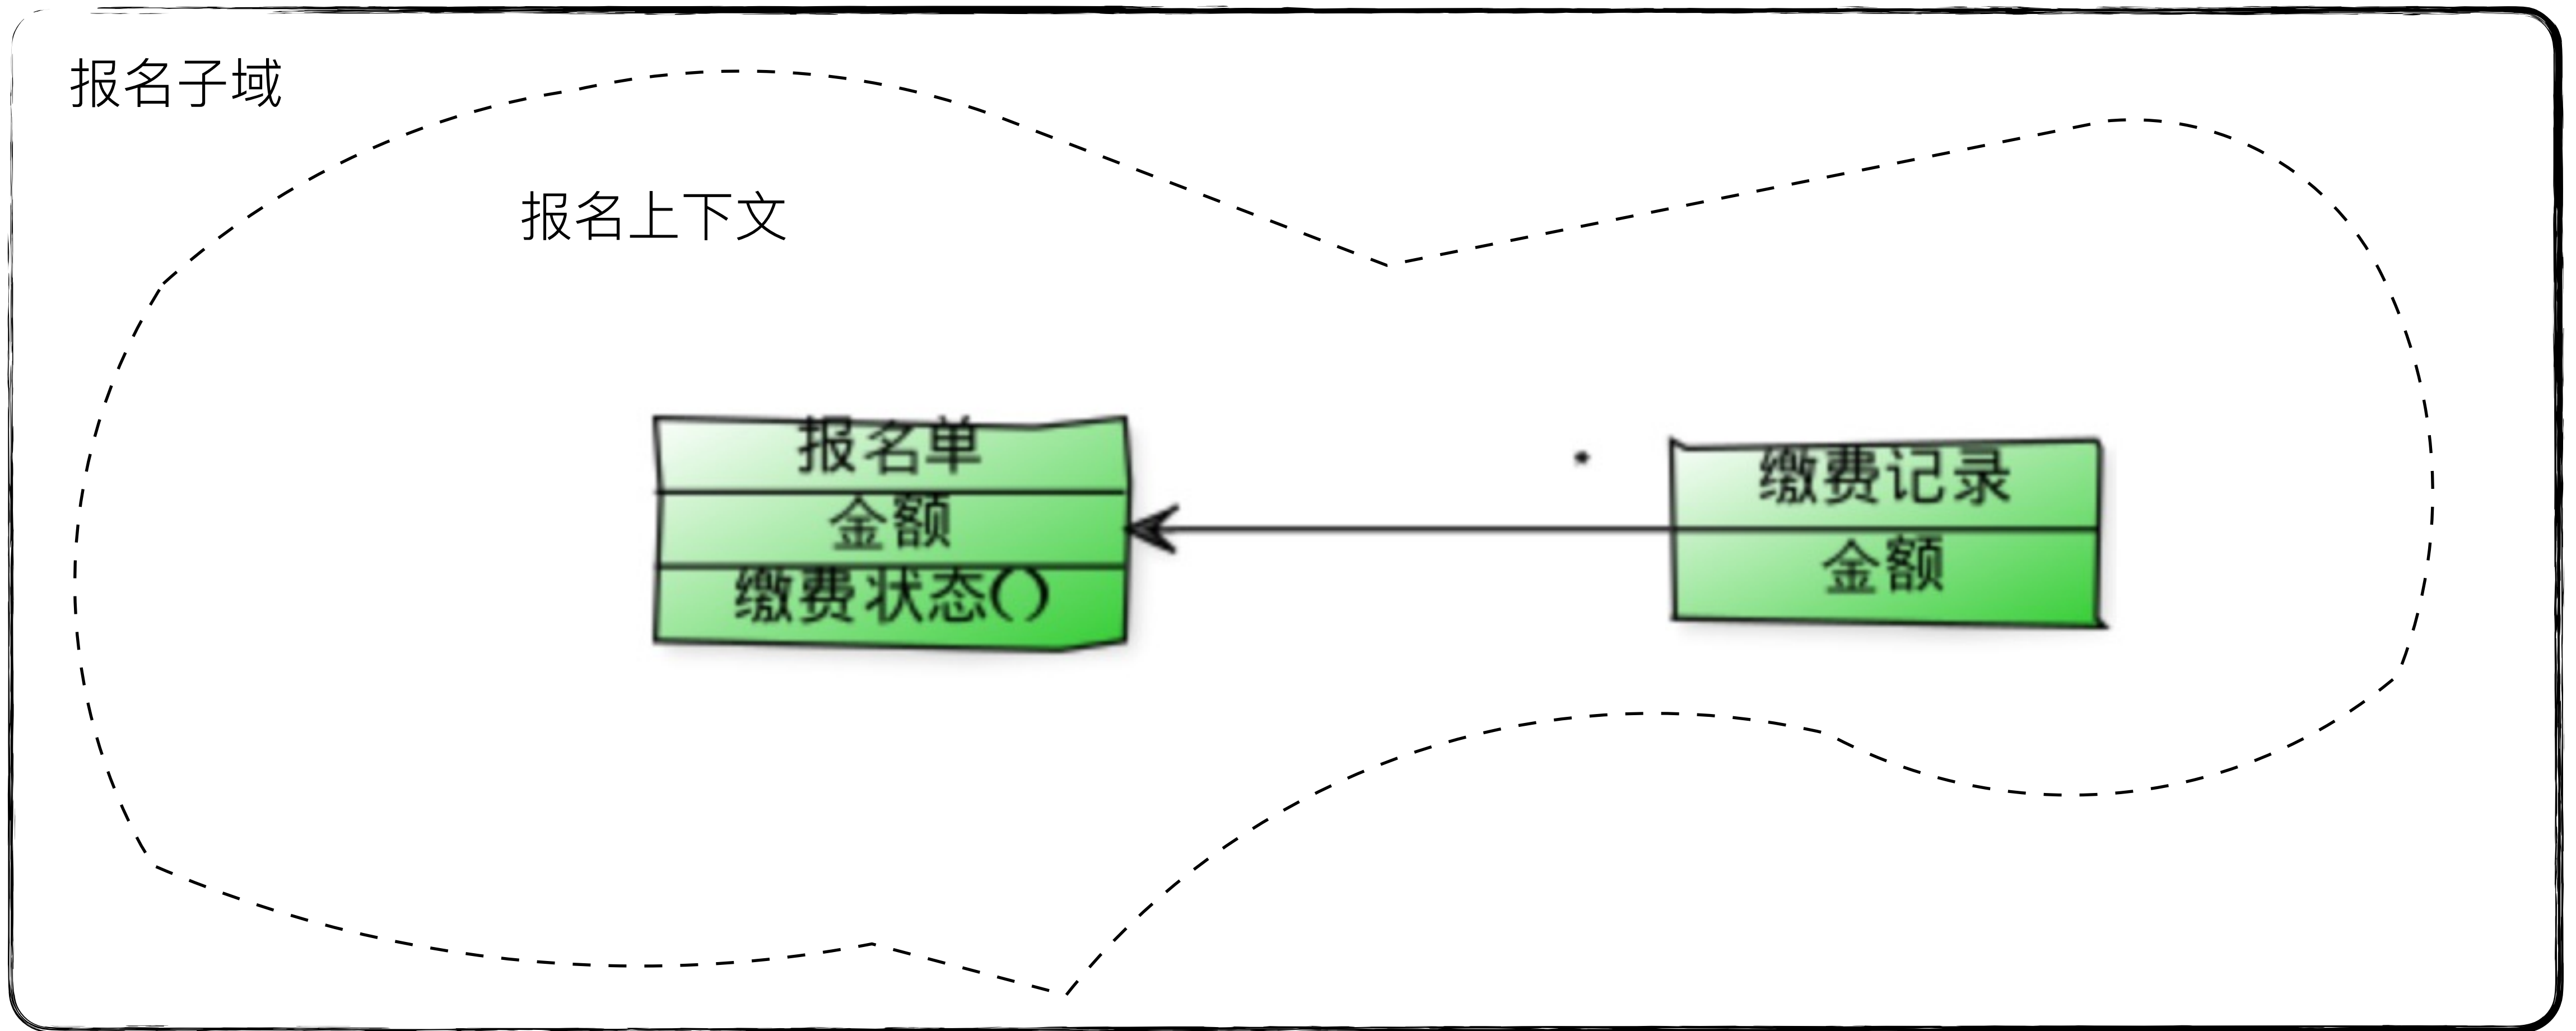 报名子域
报名上下文
报名单
金额
缴费状态()
*
缴费记录
金额